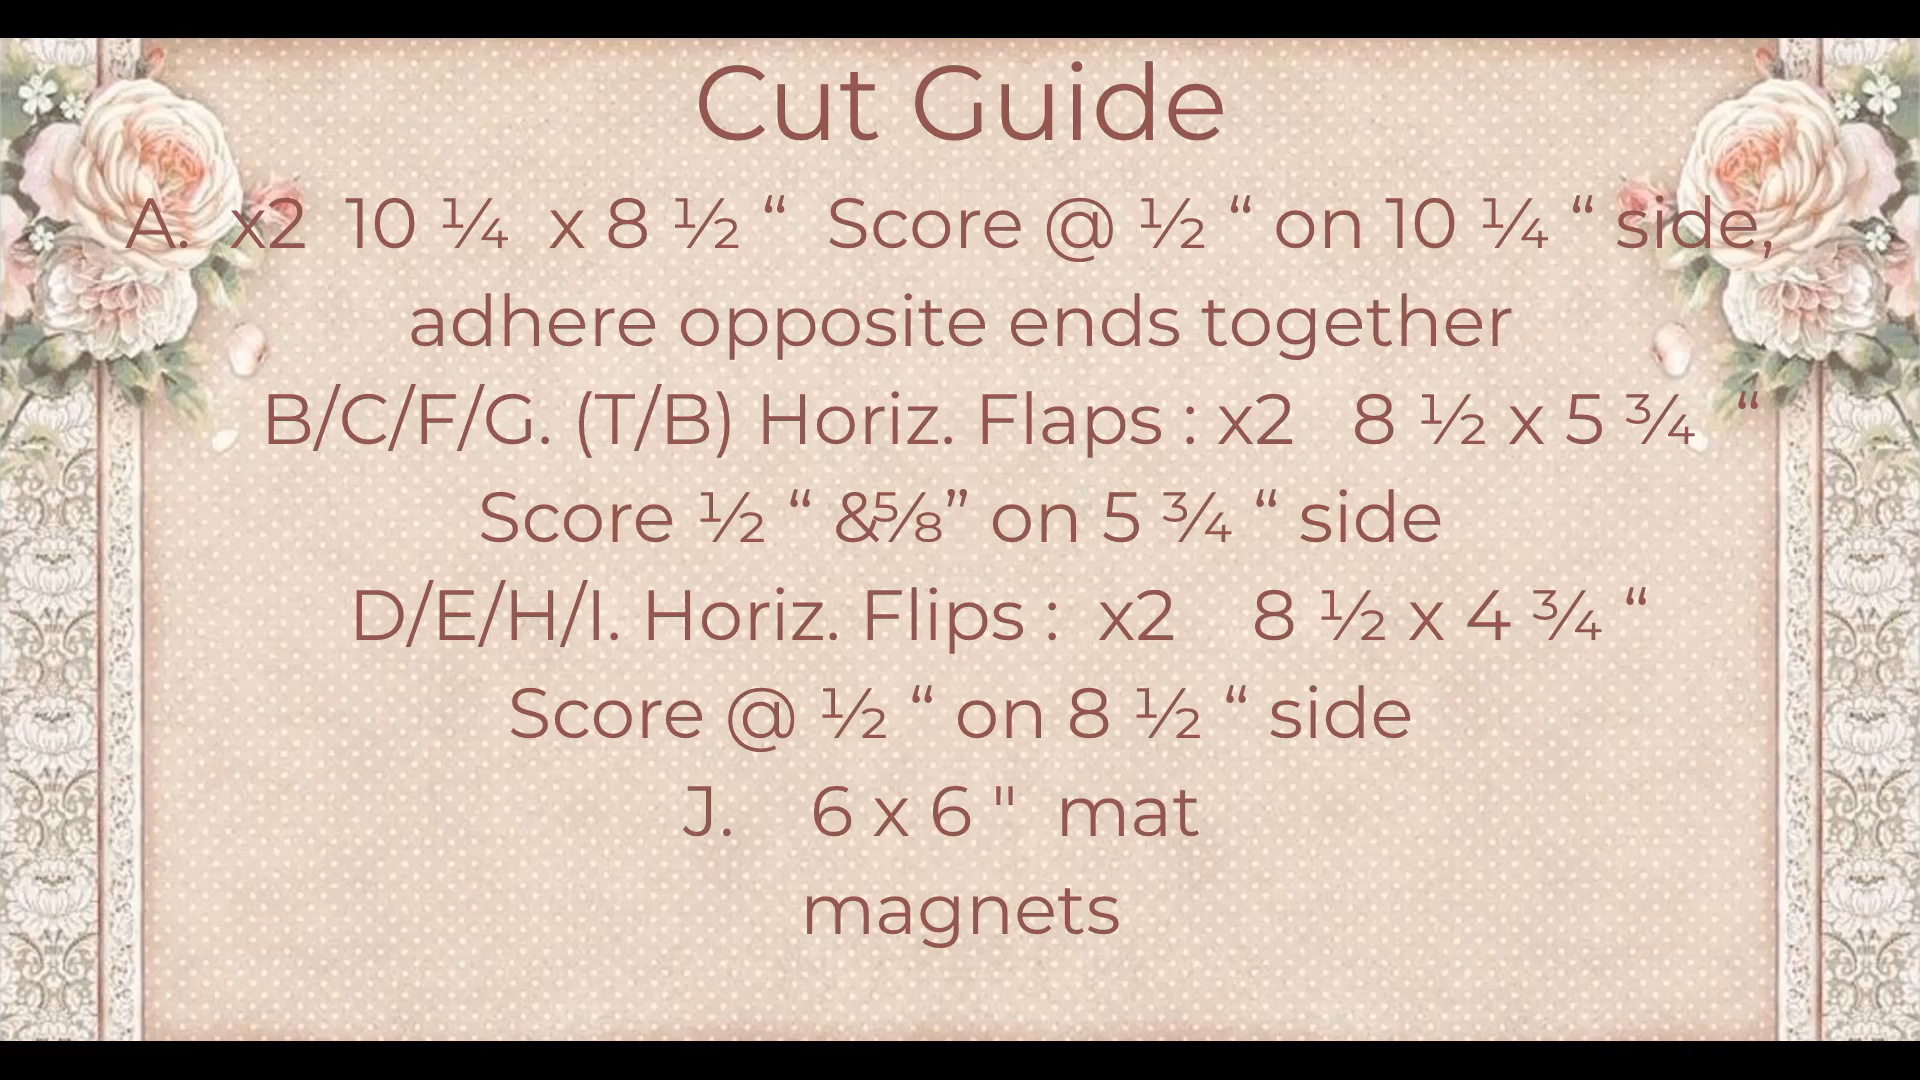 Cut Guide
A. x2 10 ¼ x 8 ½ “ Score @ ½ “ on 10 ¼ “ side,
adhere opposite ends together
B/C/F/G. (T/B) Horiz. Flaps : x2 8 ½ x 5 ¾ “
Score ½ “ &⅝” on 5 ¾ “ side
D/E/H/I. Horiz. Flips : x2 8 ½ x 4 ¾ “
Score @ ½ “ on 8 ½ “ side
J. 6 x 6 " mat
magnets